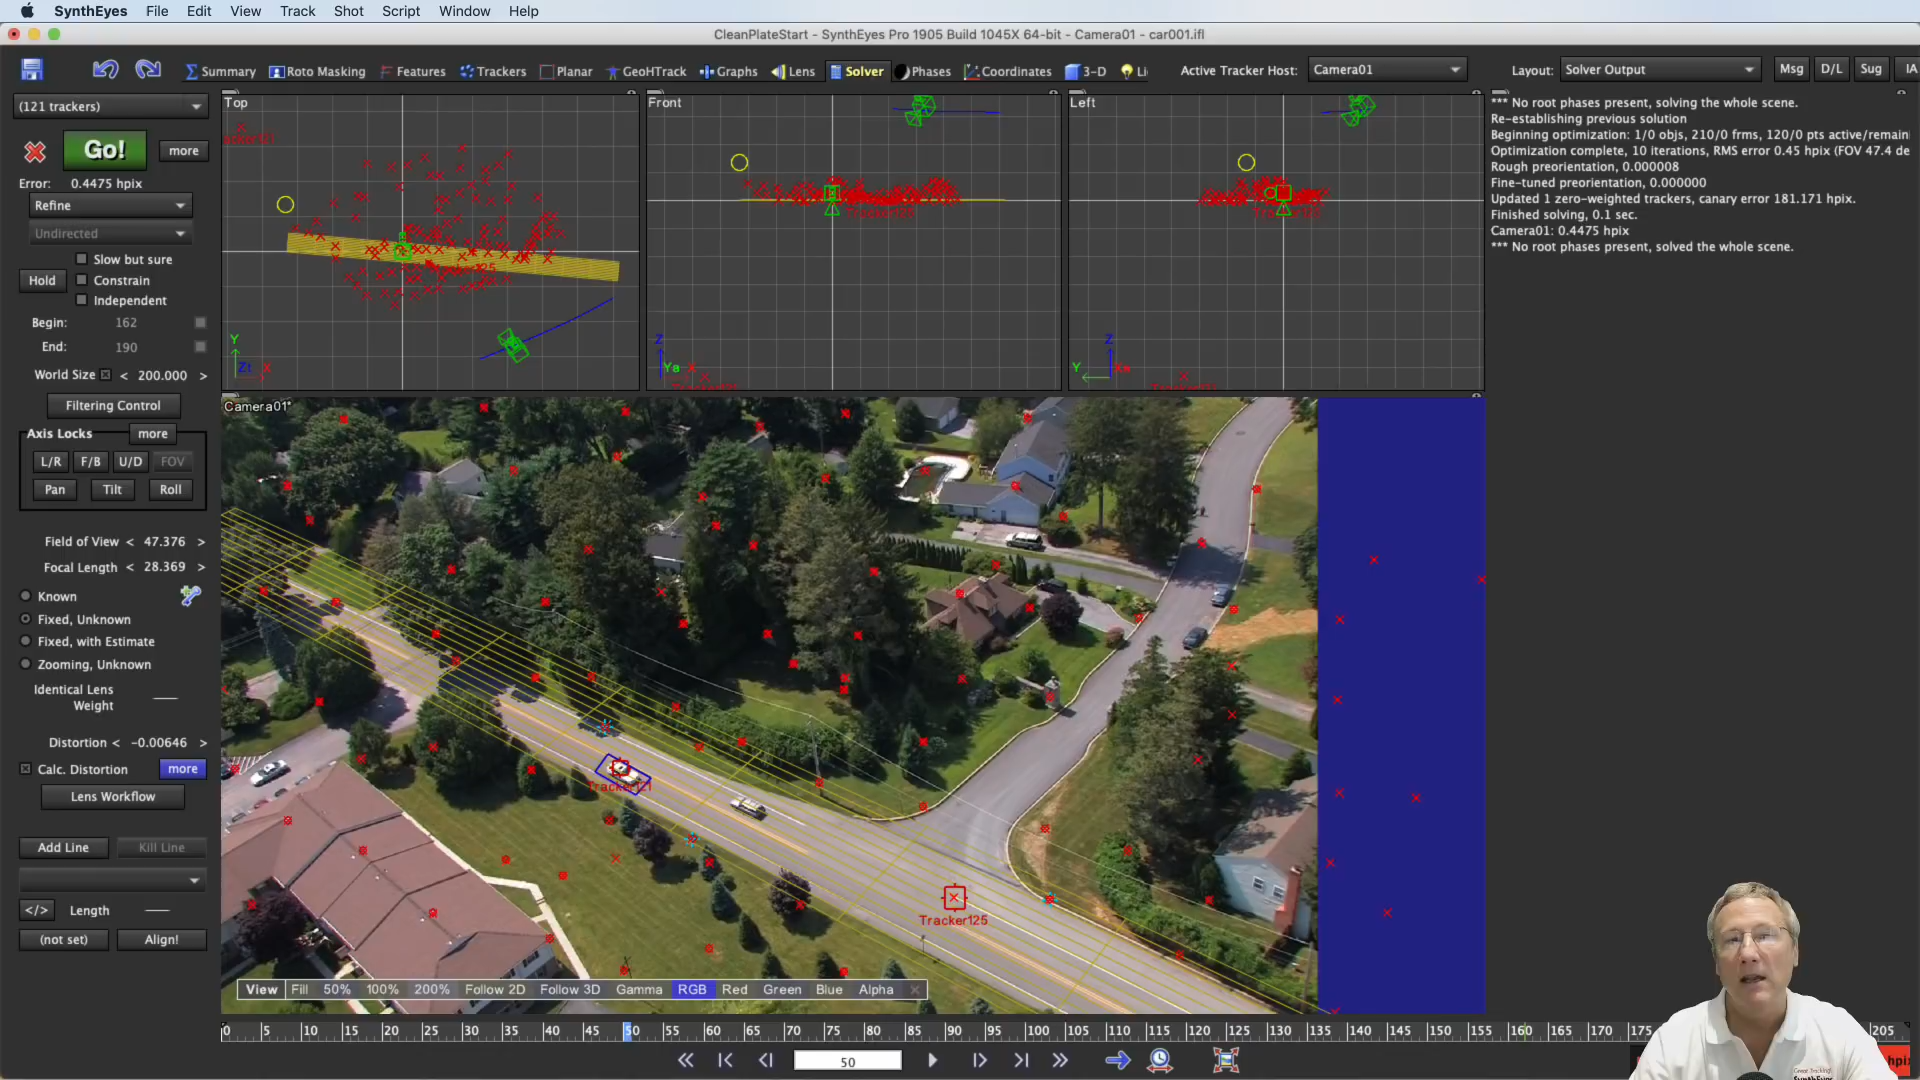 SynthEyes File Edit View Track Shot Script Window Help
CleanPlateStart - SynthEyes Pro 1905 Build 1045X 64-bit - Camera01 - car001.ifl
Summary Roto Masking Features Trackers Planar GeoHTrack Graphs Lens Solver Phases Coordinates 3-D Li Active Tracker Host: Camera01 Layout: Solver Output Msg D/L Sug IA
(121 trackers)
Go! more
Error: 0.4475 hpix
Refine
Undirected
Slow but sure
Hold Constrain
Independent
Begin: 162
End: 190
World Size < 200.000 >
Filtering Control
Axis Locks more
L/R F/B U/D FOV
Pan Tilt Roll
Field of View < 47.376 >
Focal Length < 28.369 >
Known
Fixed, Unknown
Fixed, with Estimate
Zooming, Unknown
Identical Lens
Weight
Distortion < -0.00646 >
Calc. Distortion more
Lens Workflow
Add Line Kill Line
</> Length
(not set) Align!
Top
Y
X
Front
Tracker125
Z
Left
Z
Y
*** No root phases present, solving the whole scene.
Re-establishing previous solution
Beginning optimization: 1/0 objs, 210/0 frms, 120/0 pts active/remain
Optimization complete, 10 iterations, RMS error 0.45 hpix (FOV 47.4 de
Rough preorientation, 0.000008
Fine-tuned preorientation, 0.000000
Updated 1 zero-weighted trackers, canary error 181.171 hpix.
Finished solving, 0.1 sec.
Camera01: 0.4475 hpix
*** No root phases present, solved the whole scene.
Camera01*
Tracker121
Tracker125
View Fill 50% 100% 200% Follow 2D Follow 3D Gamma RGB Red Green Blue Alpha
0 5 10 15 20 25 30 35 40 45 50 55 60 65 70 75 80 85 90 95 100 105 110 115 120 125 130 135 140 145 150 155 160 165 170 175 205
50
hpi
SynthEyes